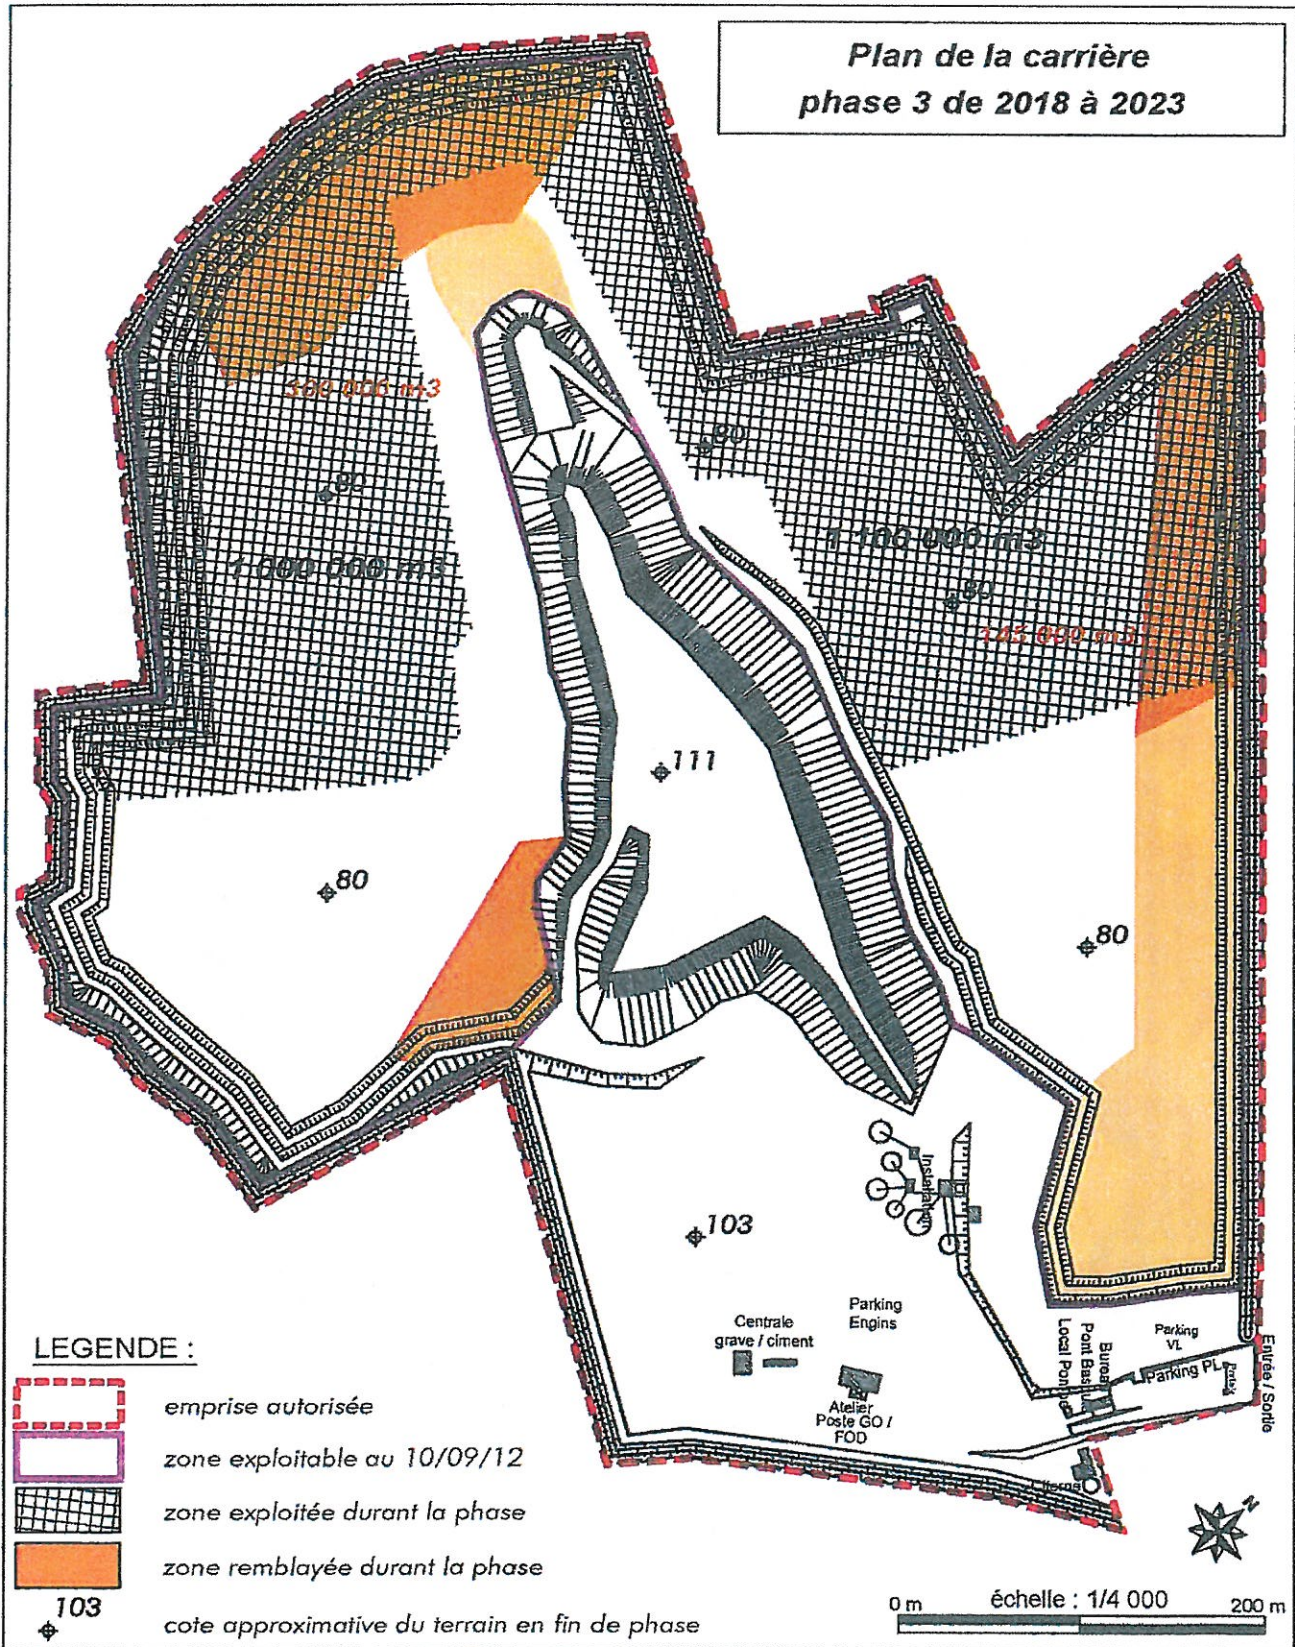 Plan de la carrière
phase 3 de 2018 à 2023
300 000 m3
80
80
1 100 000 m3
1 000 000 m3
80
145 000 m3
111
80
80
Installation
103
Parking
Engins
Centrale
grave / ciment
Atelier
Poste GO /
FOD
Local Pompe
Pont Bascule
Bureau
Parking
VL
Parking PL
Entrée / Sortie
Citerne
LEGENDE :
emprise autorisée
zone exploitable au 10/09/12
zone exploitée durant la phase
zone remblayée durant la phase
103
cote approximative du terrain en fin de phase
N
échelle : 1/4 000
0 m
200 m